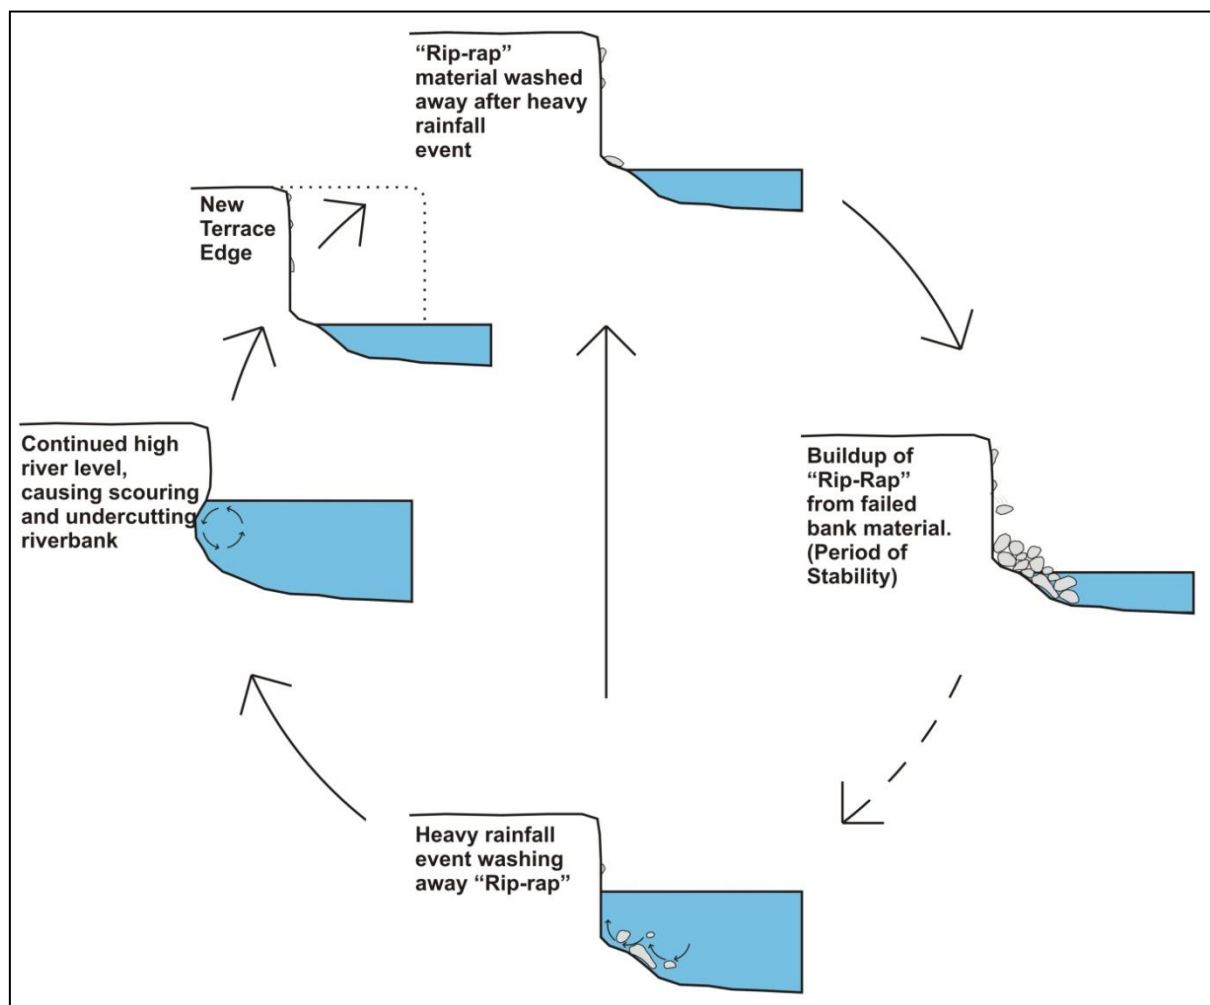 “Rip-rap”
material washed
away after heavy
rainfall
event
New
Terrace
Edge
Continued high
river level,
causing scouring
and undercutting
riverbank
Buildup of
“Rip-Rap”
from failed
bank material.
(Period of
Stability)
Heavy rainfall
event washing
away “Rip-rap”